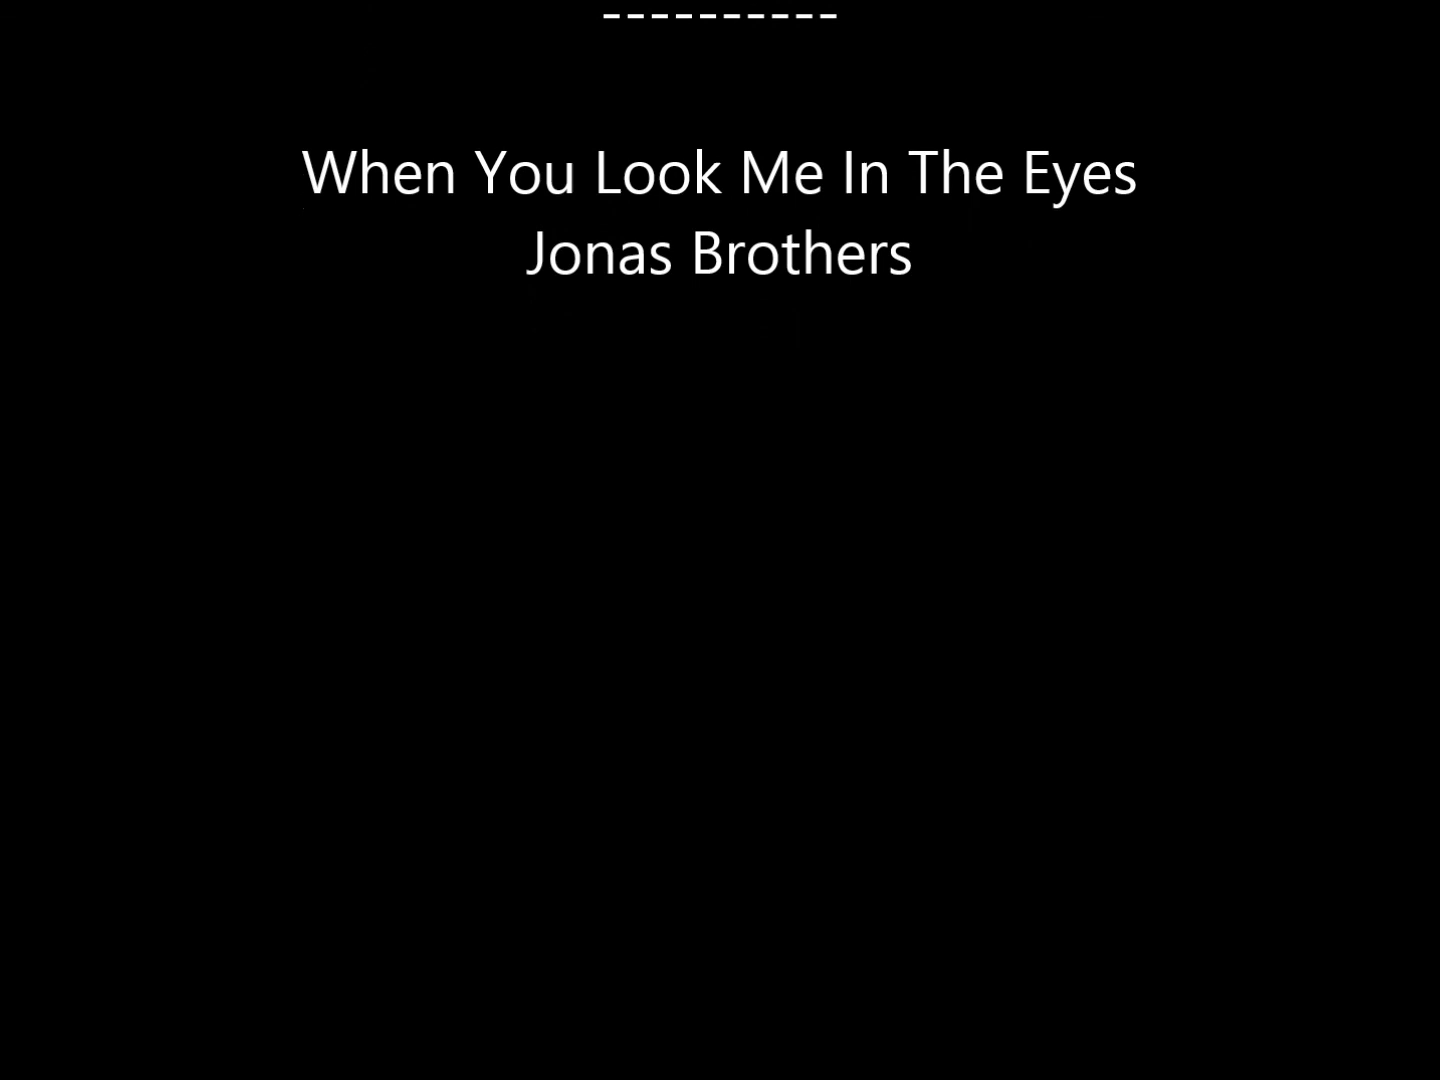 ----------
When You Look Me In The Eyes
Jonas Brothers